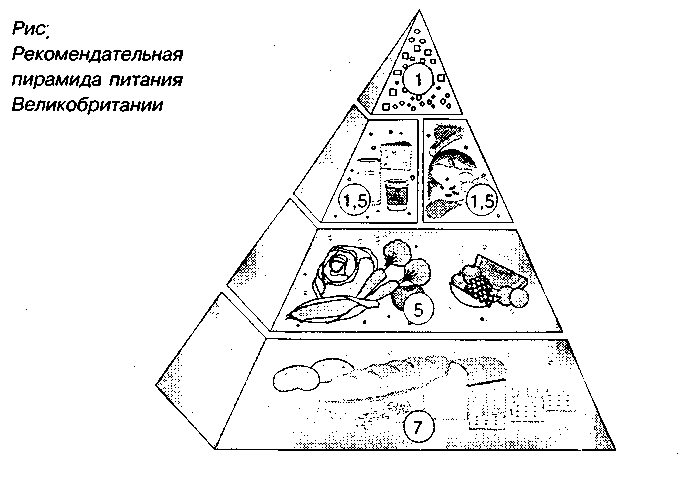 Рис;
Рекомендательная
пирамида питания
Великобритании
1
1,5
1,5
5
7